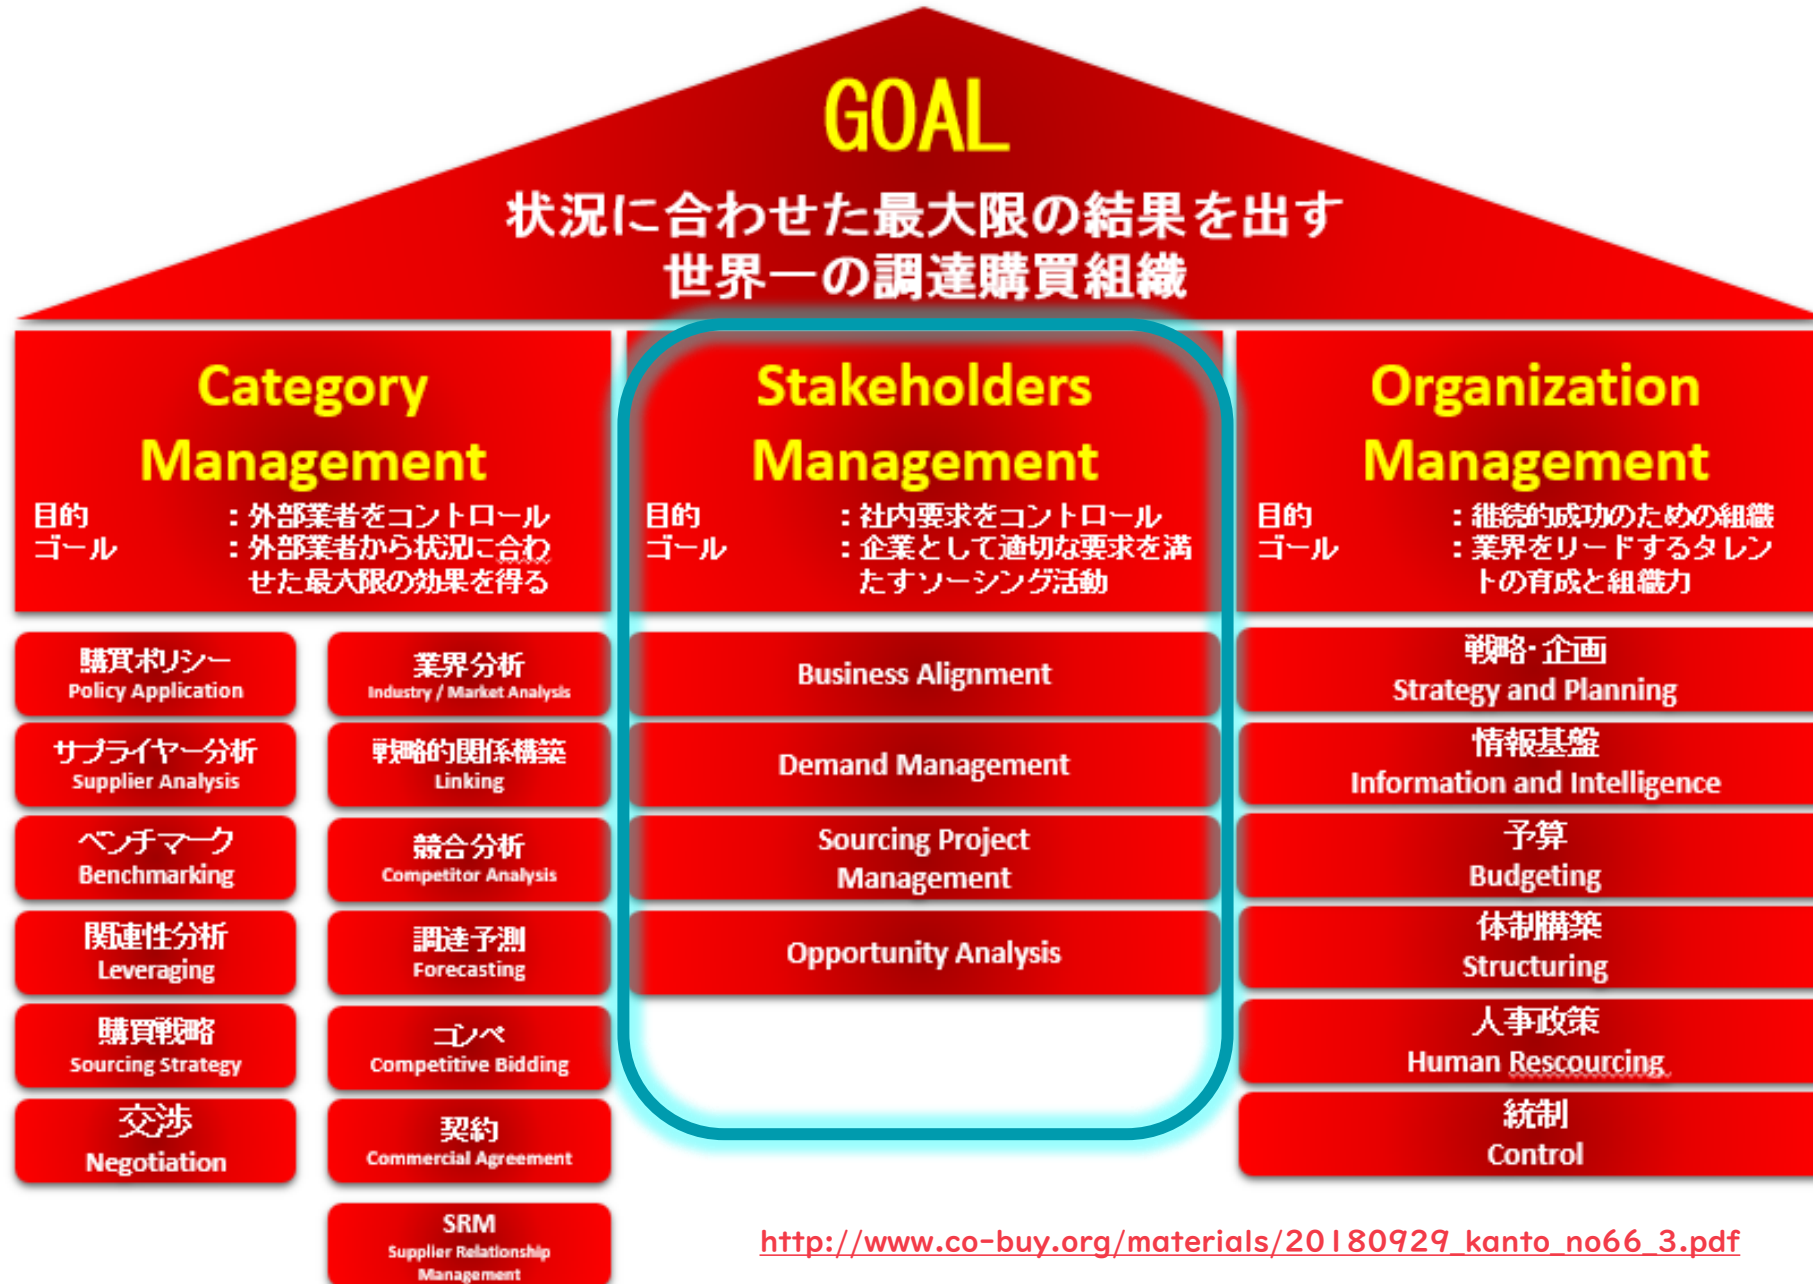 GOAL
状況に合わせた最大限の結果を出す
世界一の調達購買組織
Category
Management
目的 : 外部業者をコントロール
ゴール : 外部業者から状況に合わ
せた最大限の効果を得る
Stakeholders
Management
目的 : 社内要求をコントロール
ゴール : 企業として適切な要求を満
たすソーシング活動
Organization
Management
目的 : 継続的成功のための組織
ゴール : 業界をリードするタレン
トの育成と組織力
購買ポリシー
Policy Application
サプライヤー分析
Supplier Analysis
ベンチマーク
Benchmarking
関連性分析
Leveraging
購買戦略
Sourcing Strategy
交渉
Negotiation
業界分析
Industry / Market Analysis
戦略的関係構築
Linking
競合分析
Competitor Analysis
調達予測
Forecasting
コンペ
Competitive Bidding
契約
Commercial Agreement
SRM
Supplier Relationship
Management
Business Alignment
Demand Management
Sourcing Project
Management
Opportunity Analysis
戦略・企画
Strategy and Planning
情報基盤
Information and Intelligence
予算
Budgeting
体制構築
Structuring
人事政策
Human Rescourcing
統制
Control
http://www.co-buy.org/materials/20180929_kanto_no66_3.pdf